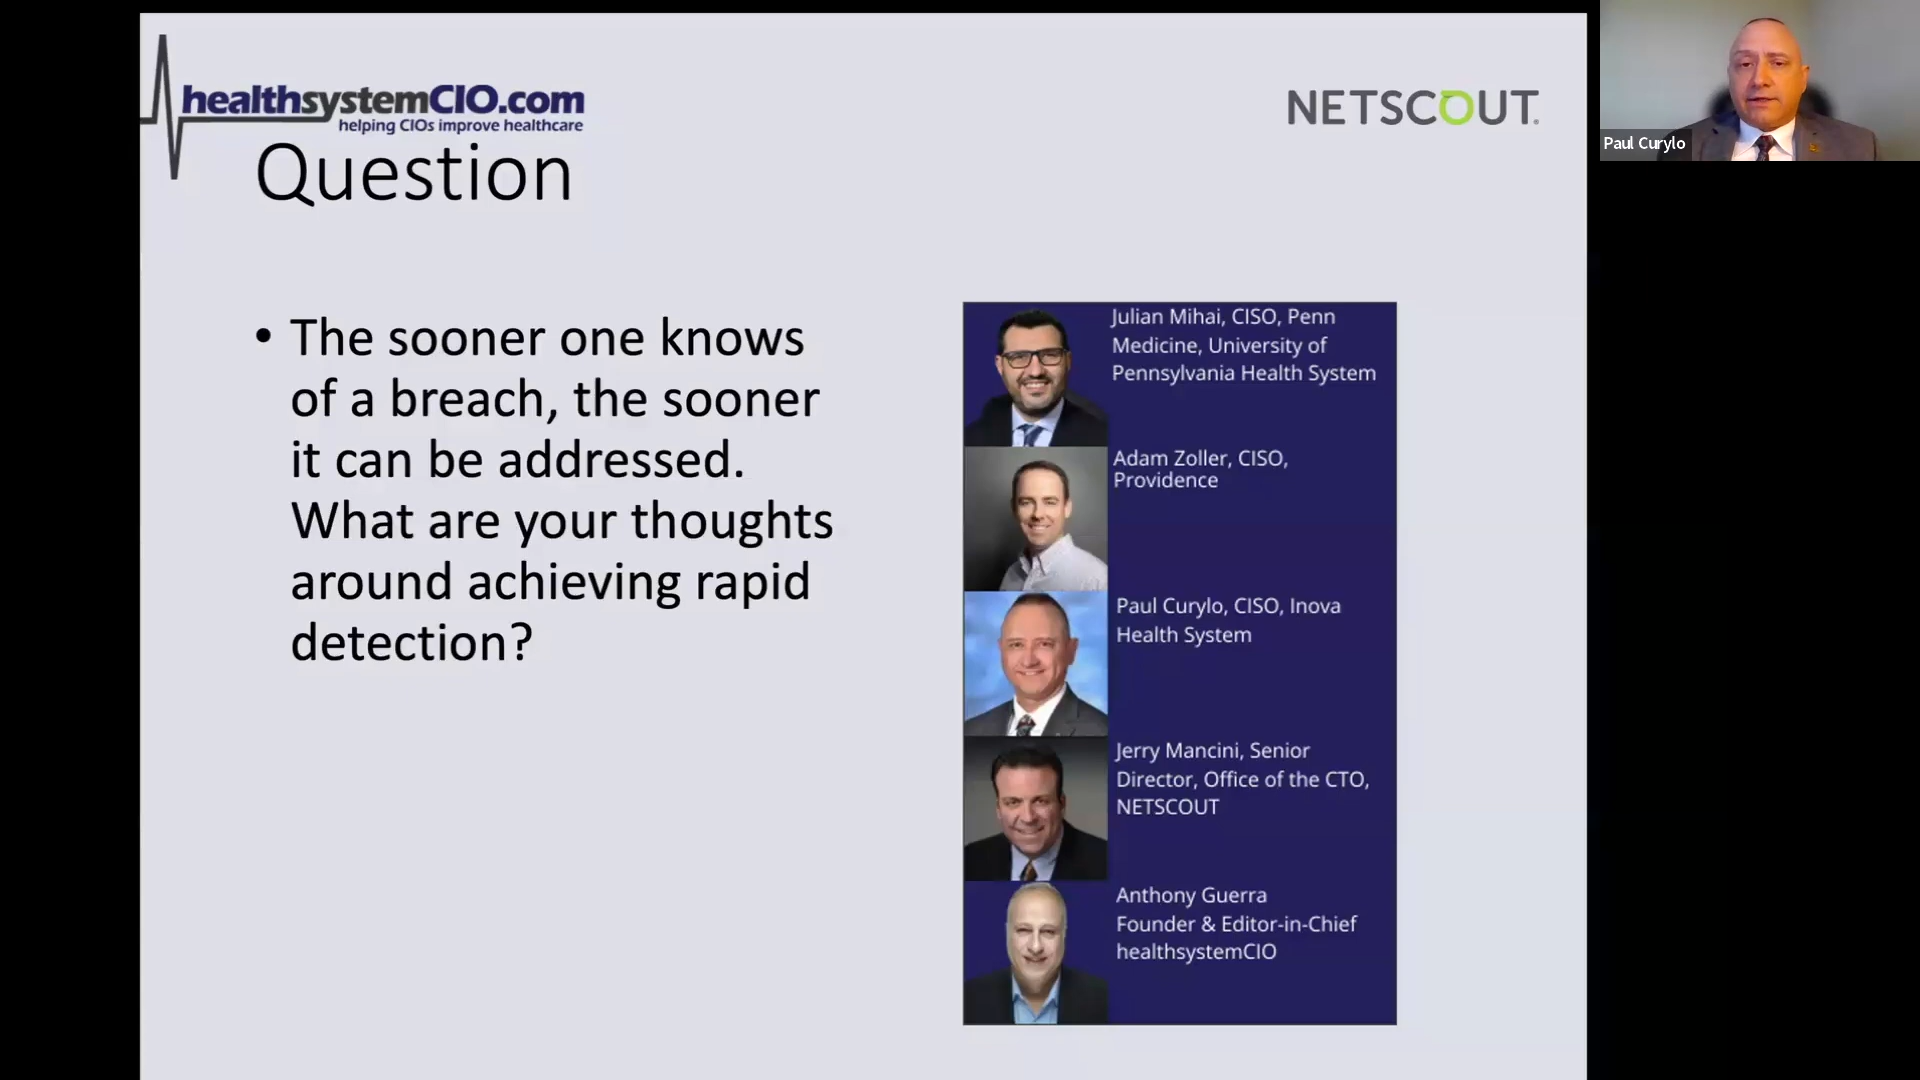 healthsystemCIO.com
helping CIOs improve healthcare
NETSCOUT.
Paul Curylo
Question
• The sooner one knows
of a breach, the sooner
it can be addressed.
What are your thoughts
around achieving rapid
detection?
Julian Mihai, CISO, Penn
Medicine, University of
Pennsylvania Health System
Adam Zoller, CISO,
Providence
Paul Curylo, CISO, Inova
Health System
Jerry Mancini, Senior
Director, Office of the CTO,
NETSCOUT
Anthony Guerra
Founder & Editor-in-Chief
healthsystemCIO